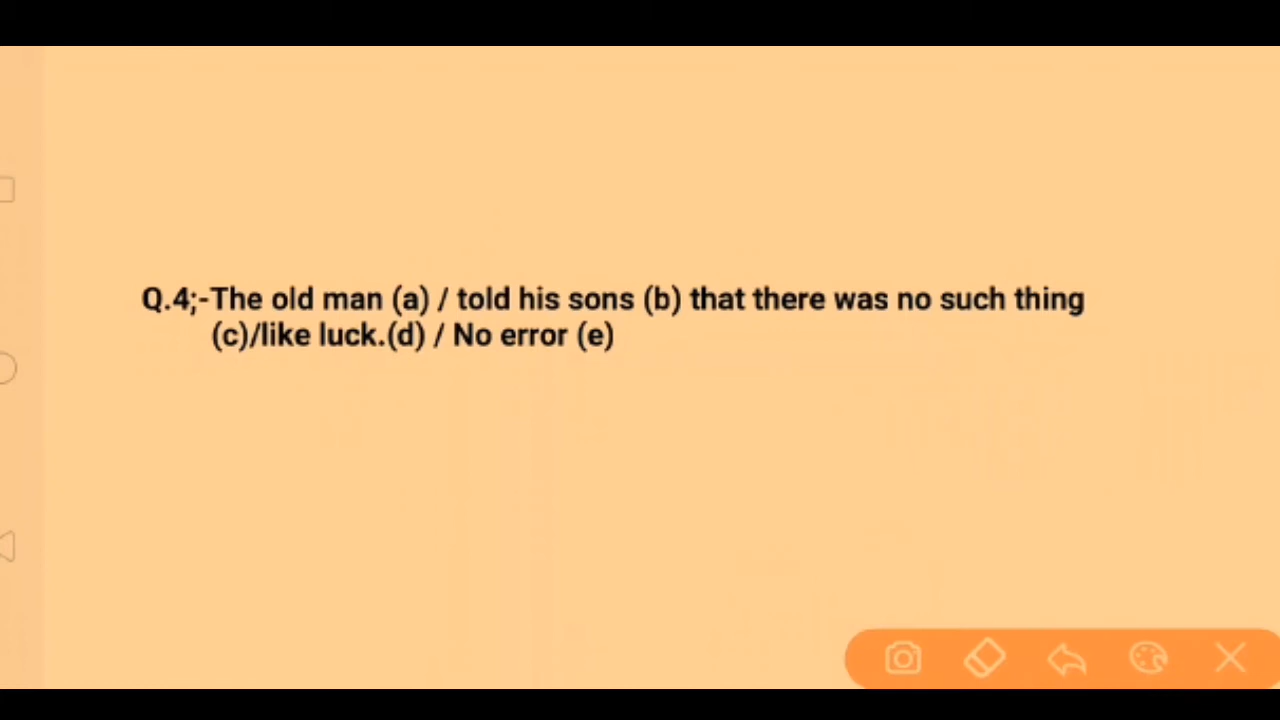 Q.4;-The old man (a) / told his sons (b) that there was no such thing
(c)/like luck.(d) / No error (e)